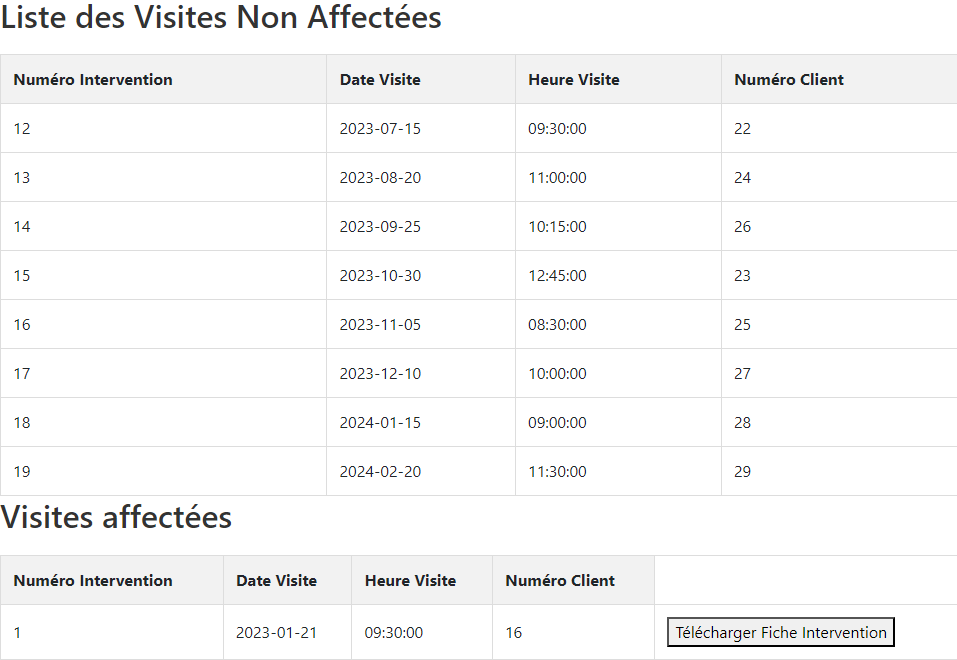 Liste des Visites Non Affectées
Numéro Intervention Date Visite Heure Visite Numéro Client
12 2023-07-15 09:30:00 22
13 2023-08-20 11:00:00 24
14 2023-09-25 10:15:00 26
15 2023-10-30 12:45:00 23
16 2023-11-05 08:30:00 25
17 2023-12-10 10:00:00 27
18 2024-01-15 09:00:00 28
19 2024-02-20 11:30:00 29
Visites affectées
Numéro Intervention Date Visite Heure Visite Numéro Client
1 2023-01-21 09:30:00 16 Télécharger Fiche Intervention